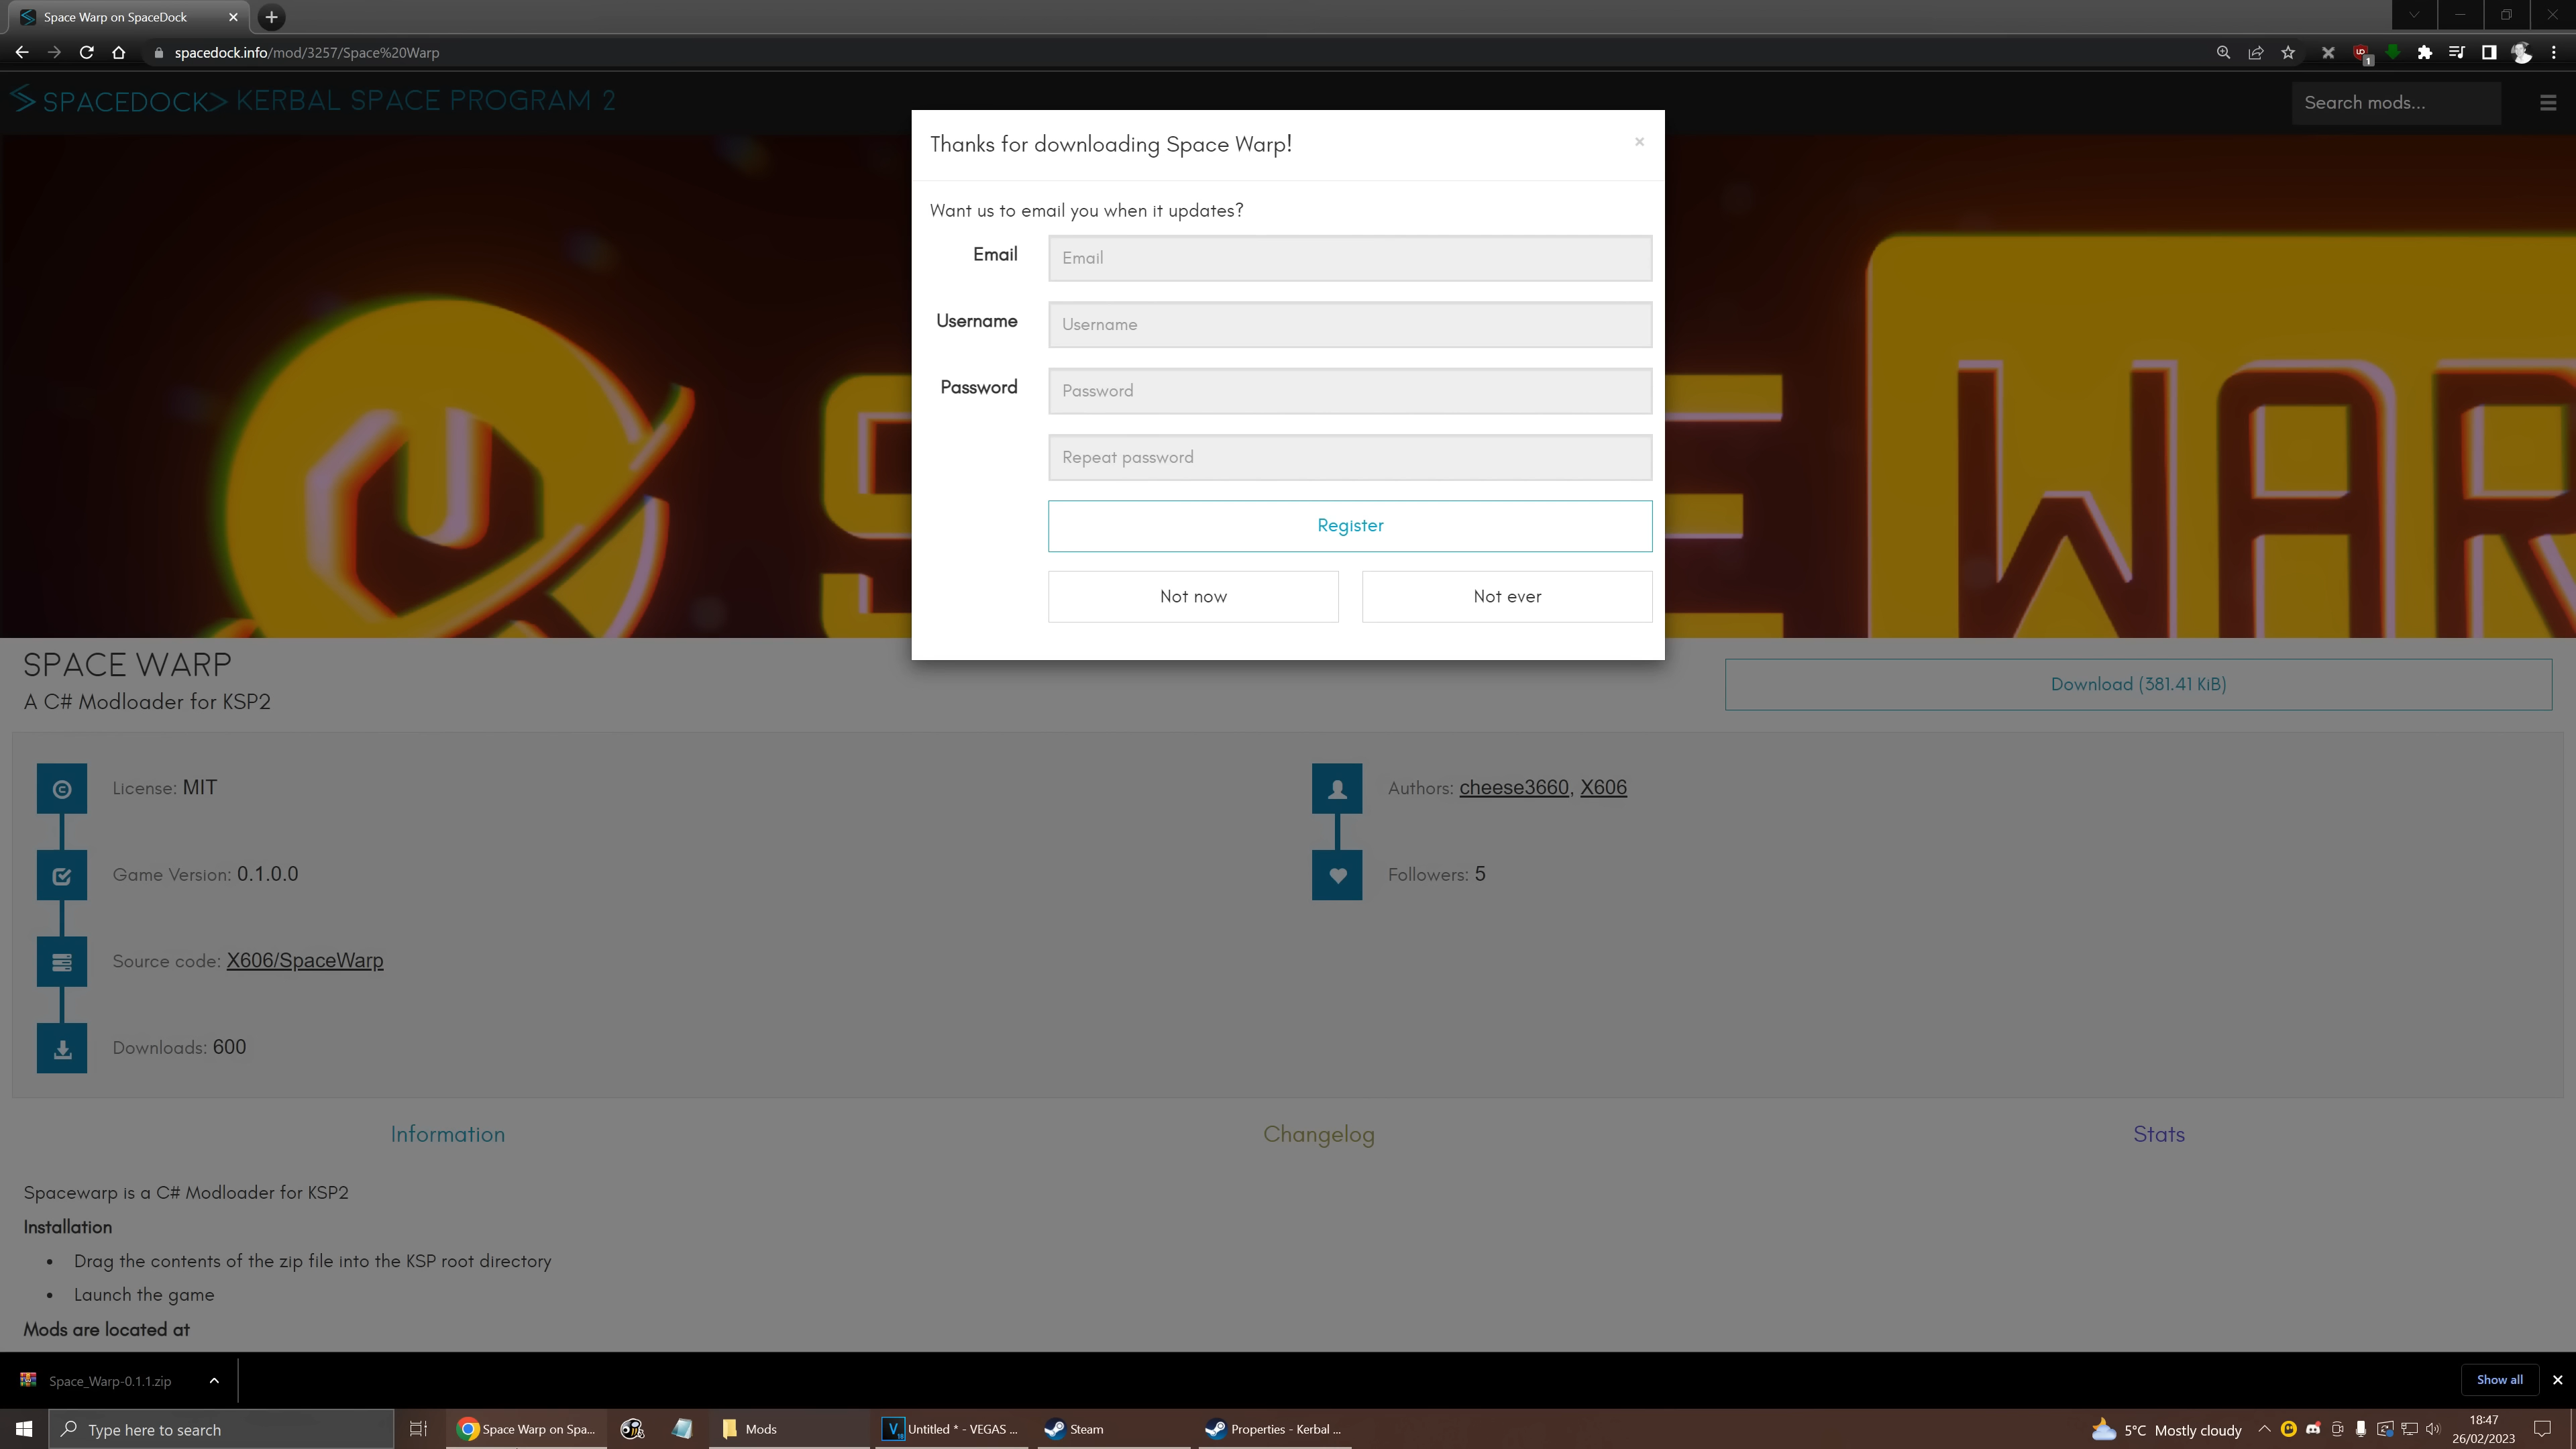 Space Warp on SpaceDock
spacedock.info/mod/3257/Space%20Warp
SPACEDOCK> KERBAL SPACE PROGRAM 2
Search mods...
Thanks for downloading Space Warp!
×
Want us to email you when it updates?
Email
Email
Username
Username
Password
Password
Repeat password
Register
Not now
Not ever
SPACE WARP
A C# Modloader for KSP2
Download (381.41 KiB)
License: MIT
Authors: cheese3660, X606
Game Version: 0.1.0.0
Followers: 5
Source code: X606/SpaceWarp
Downloads: 600
Information
Changelog
Stats
Spacewarp is a C# Modloader for KSP2
Installation
• Drag the contents of the zip file into the KSP root directory
• Launch the game
Mods are located at
Space_Warp-0.1.1.zip
Show all
Type here to search
Space Warp on Spa...
Mods
Untitled * - VEGAS ...
Steam
Properties - Kerbal ...
5°C Mostly cloudy
18:47
26/02/2023